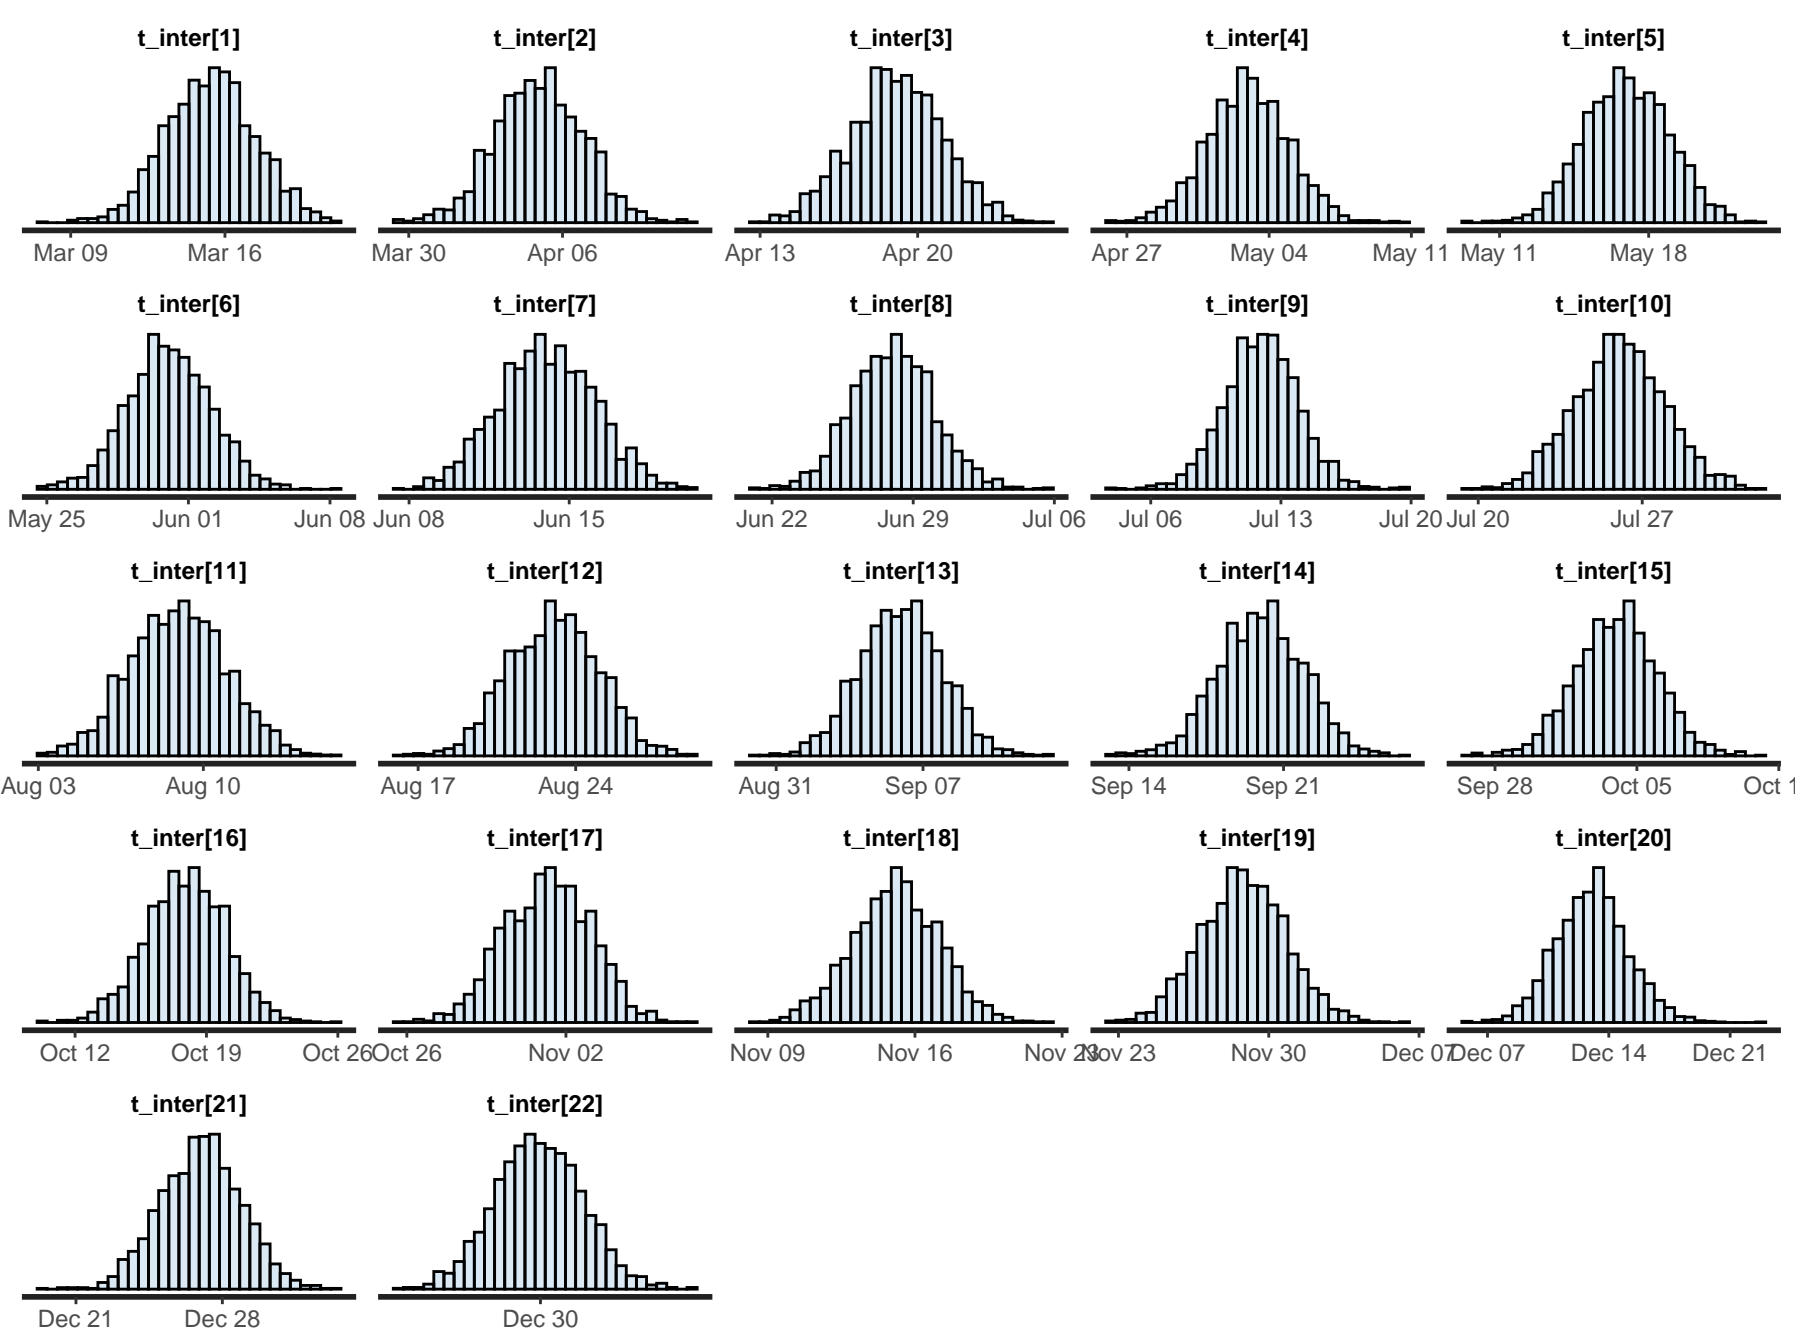 t_inter[1] t_inter[2] t_inter[3] t_inter[4] t_inter[5]
Mar 09 Mar 16 Mar 30 Apr 06 Apr 13 Apr 20 Apr 27 May 04 May 11 May 11 May 18
t_inter[6] t_inter[7] t_inter[8] t_inter[9] t_inter[10]
May 25 Jun 01 Jun 08 Jun 08 Jun 15 Jun 22 Jun 29 Jul 06 Jul 06 Jul 13 Jul 20 Jul 20 Jul 27
t_inter[11] t_inter[12] t_inter[13] t_inter[14] t_inter[15]
Aug 03 Aug 10 Aug 17 Aug 24 Aug 31 Sep 07 Sep 14 Sep 21 Sep 28 Oct 05 Oct
t_inter[16] t_inter[17] t_inter[18] t_inter[19] t_inter[20]
Oct 12 Oct 19 Oct 26 Oct 26 Nov 02 Nov 09 Nov 16 Nov 23 Nov 23 Nov 30 Dec 07 Dec 07 Dec 14 Dec 21
t_inter[21] t_inter[22]
Dec 21 Dec 28 Dec 30